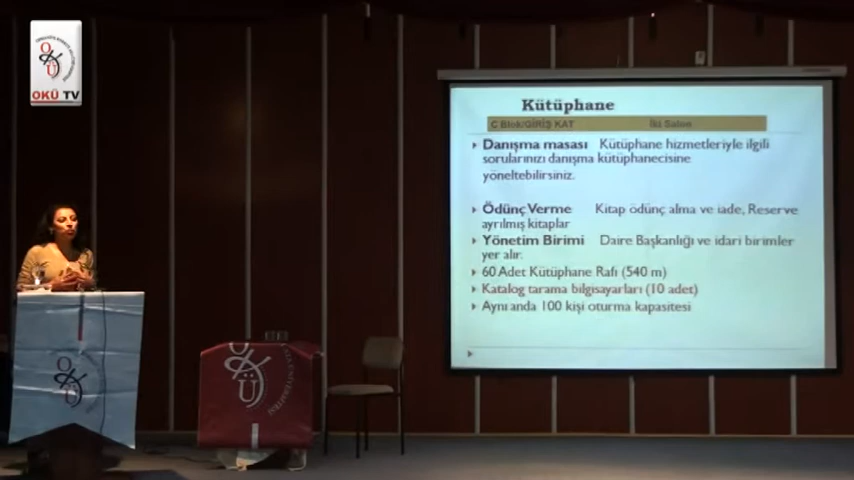 OKÜ TV
Kütüphane
C Blok/GİRİŞ KAT İki Salon
Danışma masası Kütüphane hizmetleriyle ilgili
sorularınızı danışma kütüphanecisine
yöneltebilirsiniz.
Ödünç Verme Kitap ödünç alma ve iade, Reserve
ayrılmış kitaplar
Yönetim Birimi Daire Başkanlığı ve idari birimler
yer alır.
60 Adet Kütüphane Rafı (540 m)
Katalog tarama bilgisayarları (10 adet)
Aynı anda 100 kişi oturma kapasitesi
OKÜ
OKÜ